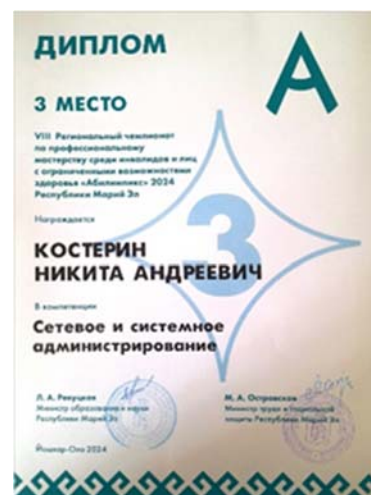 ДИПЛОМ
3 МЕСТО
VIII Региональный чемпионат
по профессиональному
мастерству среди инвалидов и лиц
с ограниченными возможностями
здоровья «Абилимпикс» 2024
Республики Марий Эл
Награждается
3
КОСТЕРИН
НИКИТА АНДРЕЕВИЧ
В компетенции
Сетевое и системное
администрирование
Л. А. Ревуцкая
Министр образования и науки
Республики Марий Эл
М. А. Островская
Министр труда и социальной
защиты Республики Марий Эл
Йошкар-Ола 2024